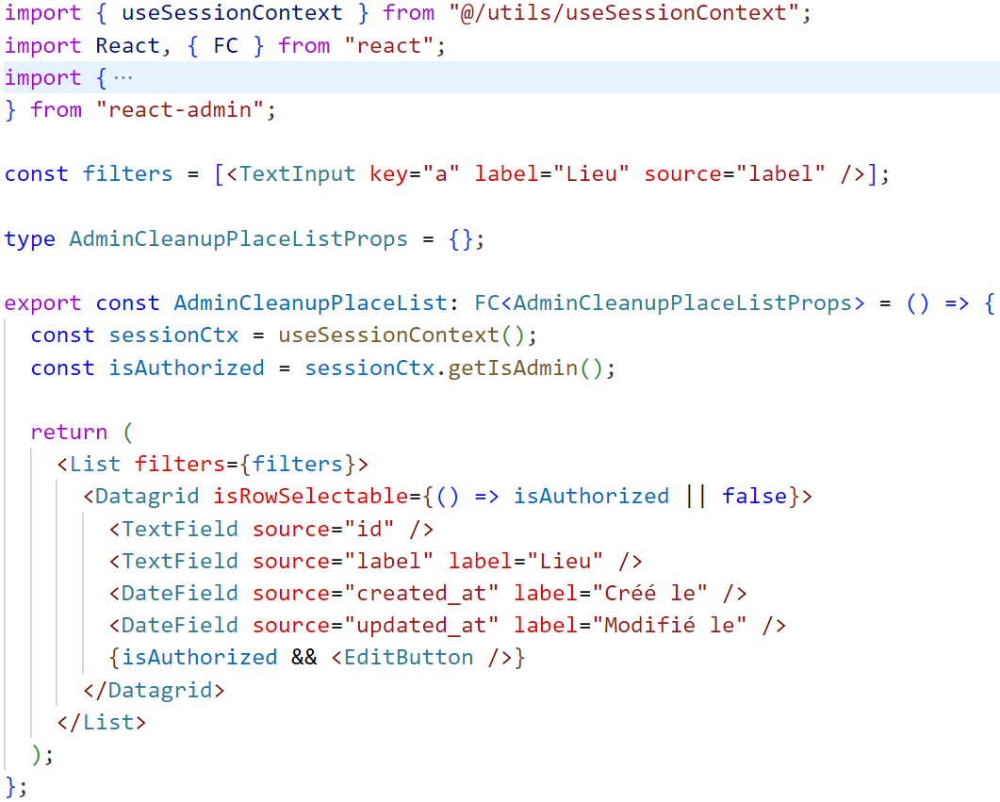 import { useSessionContext } from "@/utils/useSessionContext";
import React, { FC } from "react";
import {···
} from "react-admin";
const filters = [<TextInput key="a" label="Lieu" source="label" />];
type AdminCleanupPlaceListProps = {};
export const AdminCleanupPlaceList: FC<AdminCleanupPlaceListProps> = () => {
  const sessionCtx = useSessionContext();
  const isAuthorized = sessionCtx.getIsAdmin();
  return (
    <List filters={filters}>
      <Datagrid isRowSelectable={() => isAuthorized || false}>
        <TextField source="id" />
        <TextField source="label" label="Lieu" />
        <DateField source="created_at" label="Créé le" />
        <DateField source="updated_at" label="Modifié le" />
        {isAuthorized && <EditButton />}
      </Datagrid>
    </List>
  );
};